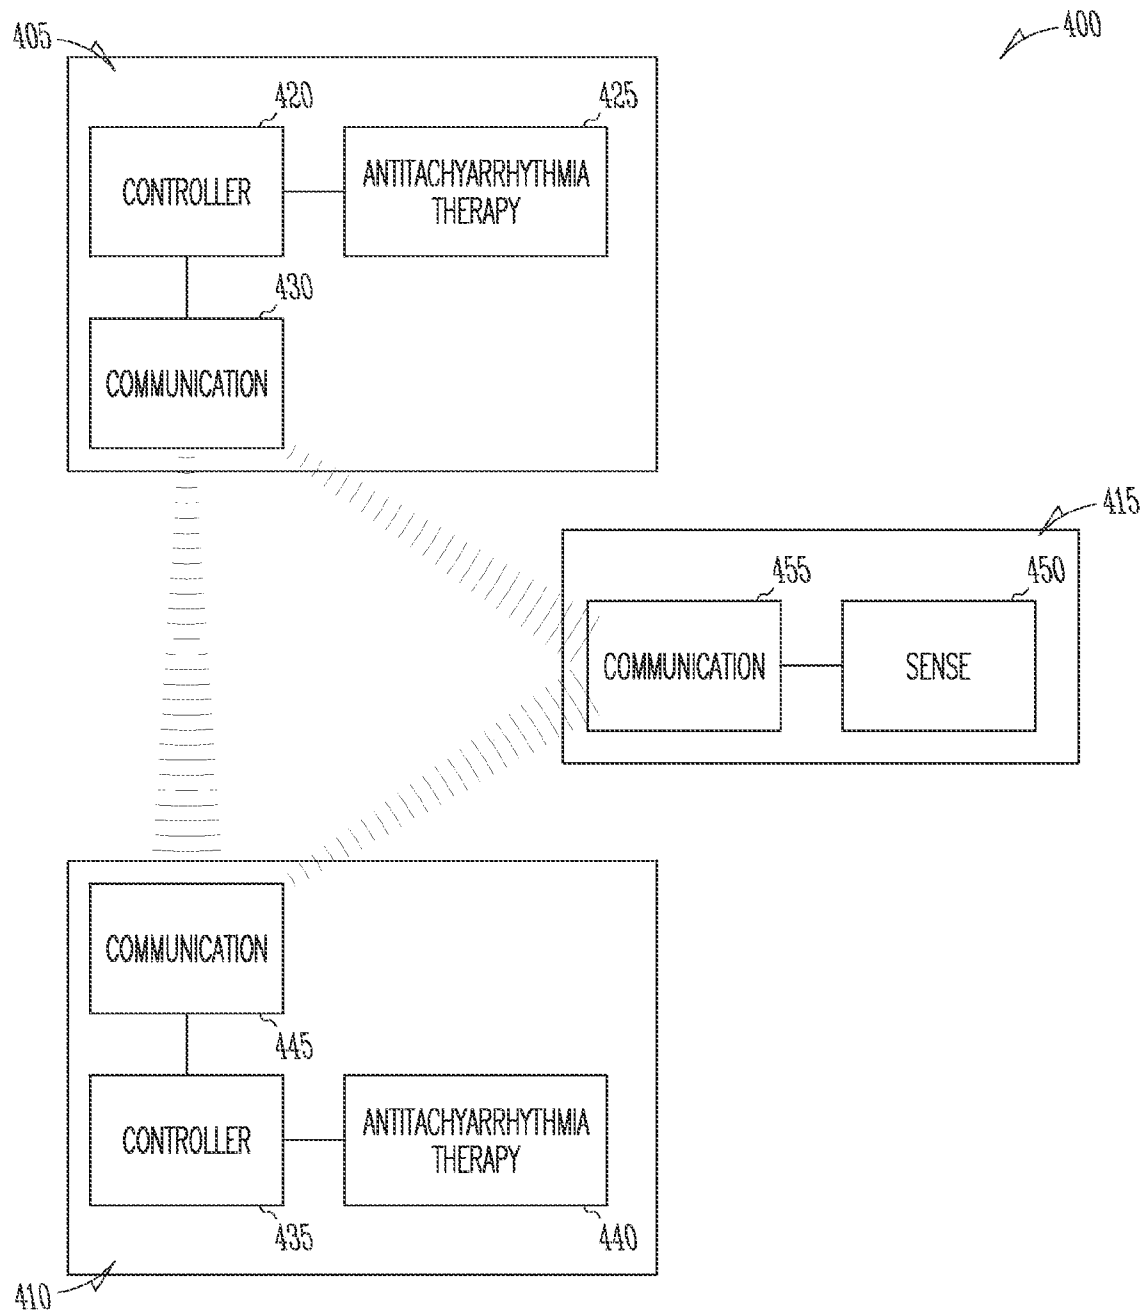 405
400
420
425
CONTROLLER
ANTITACHYARRHYTHMIA
THERAPY
430
COMMUNICATION
415
455
450
COMMUNICATION
SENSE
COMMUNICATION
445
CONTROLLER
ANTITACHYARRHYTHMIA
THERAPY
435
440
410